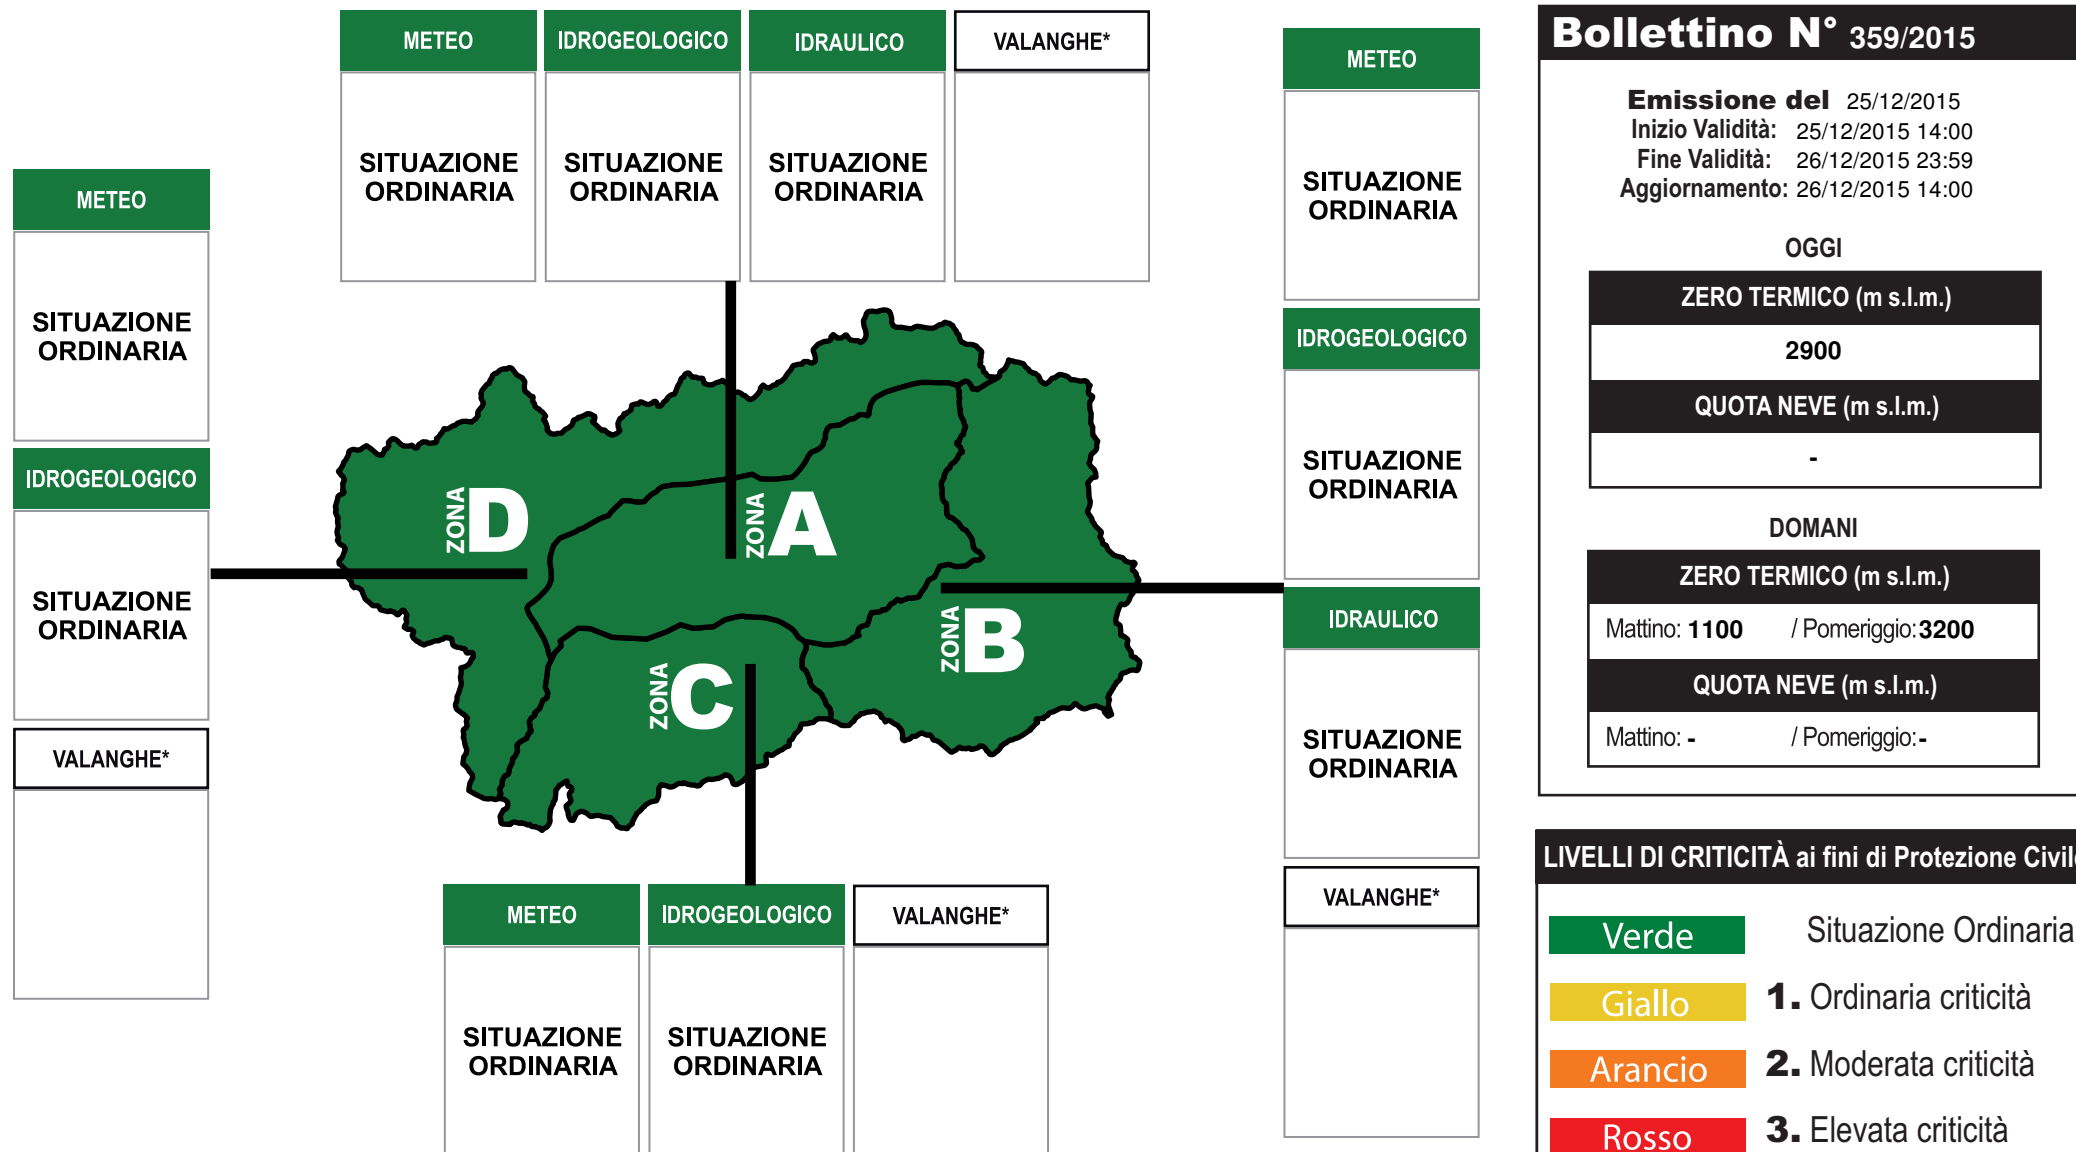 METEO
IDROGEOLOGICO
IDRAULICO
VALANGHE*
SITUAZIONE
ORDINARIA
SITUAZIONE
ORDINARIA
SITUAZIONE
ORDINARIA
METEO
SITUAZIONE
ORDINARIA
IDROGEOLOGICO
SITUAZIONE
ORDINARIA
VALANGHE*
ZONA D
ZONA A
ZONA B
ZONA C
METEO
SITUAZIONE
ORDINARIA
IDROGEOLOGICO
SITUAZIONE
ORDINARIA
IDRAULICO
SITUAZIONE
ORDINARIA
VALANGHE*
METEO
IDROGEOLOGICO
VALANGHE*
SITUAZIONE
ORDINARIA
SITUAZIONE
ORDINARIA
Bollettino N° 359/2015
Emissione del 25/12/2015
Inizio Validità: 25/12/2015 14:00
Fine Validità: 26/12/2015 23:59
Aggiornamento: 26/12/2015 14:00
OGGI
ZERO TERMICO (m s.l.m.)
2900
QUOTA NEVE (m s.l.m.)
-
DOMANI
ZERO TERMICO (m s.l.m.)
Mattino: 1100 / Pomeriggio: 3200
QUOTA NEVE (m s.l.m.)
Mattino: - / Pomeriggio: -
LIVELLI DI CRITICITÀ ai fini di Protezione Civile
Verde Situazione Ordinaria
Giallo 1. Ordinaria criticità
Arancio 2. Moderata criticità
Rosso 3. Elevata criticità